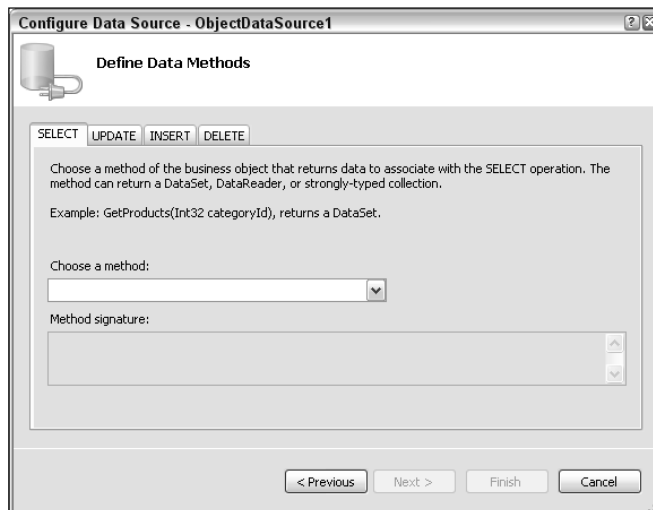 Configure Data Source - ObjectDataSource1
Define Data Methods
SELECT UPDATE INSERT DELETE
Choose a method of the business object that returns data to associate with the SELECT operation. The
method can return a DataSet, DataReader, or strongly-typed collection.
Example: GetProducts(Int32 categoryId), returns a DataSet.
Choose a method:
Method signature:
< Previous Next > Finish Cancel